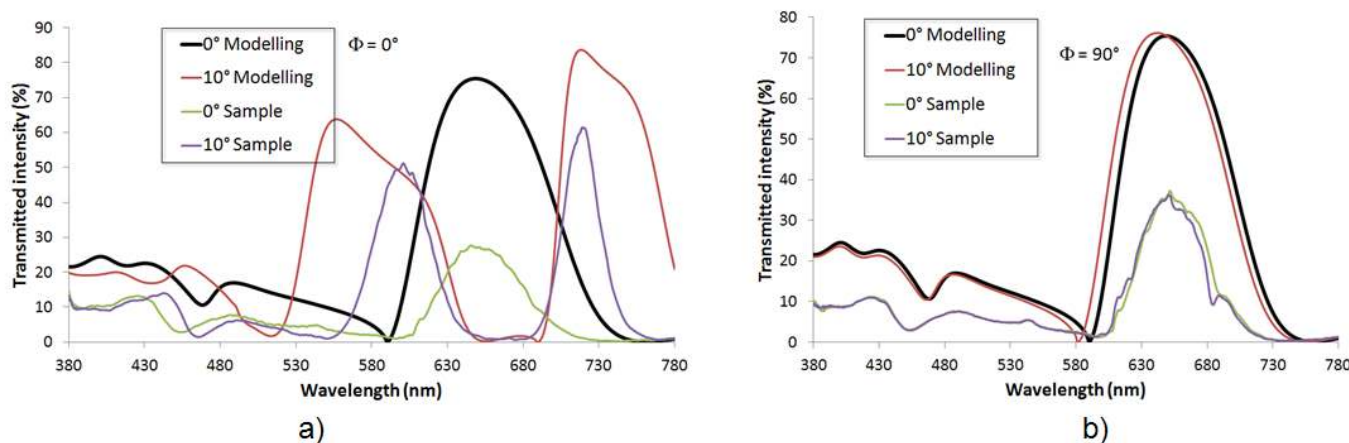 Transmitted intensity (%)
90
80
70
60
50
40
30
20
10
0
0° Modelling
10° Modelling
0° Sample
10° Sample
Φ = 0°
380 430 480 530 580 630 680 730 780
Wavelength (nm)
a)
Transmitted intensity (%)
80
70
60
50
40
30
20
10
0
0° Modelling
10° Modelling
0° Sample
10° Sample
Φ = 90°
380 430 480 530 580 630 680 730 780
Wavelength (nm)
b)